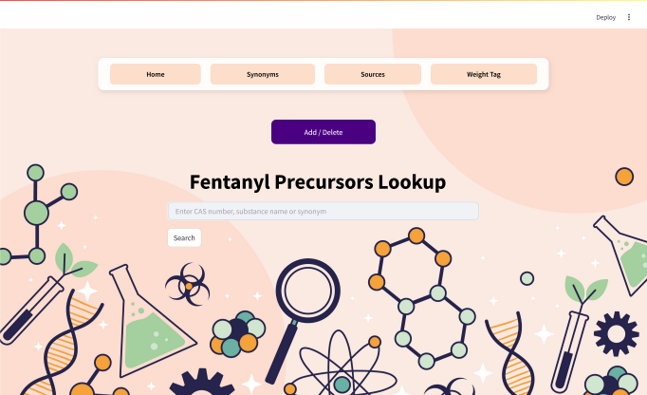 Deploy
Home Synonyms Sources Weight Tag
Add / Delete
Fentanyl Precursors Lookup
Enter CAS number, substance name or synonym
Search